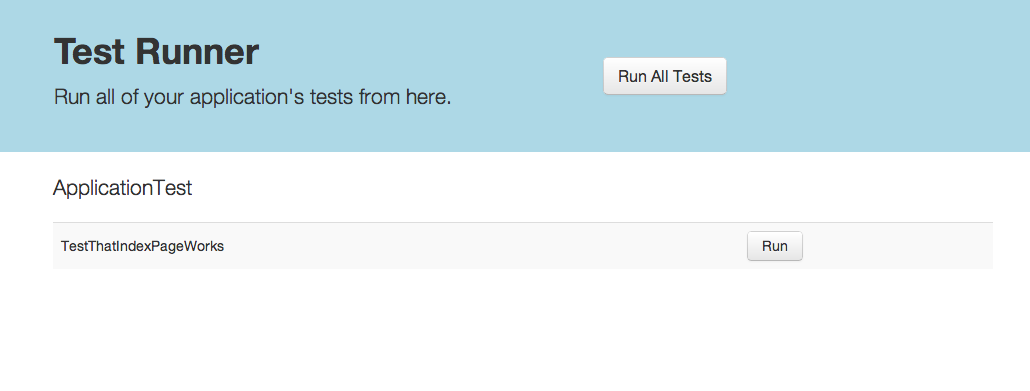 Test Runner
Run all of your application's tests from here.
Run All Tests
ApplicationTest
TestThatIndexPageWorks
Run